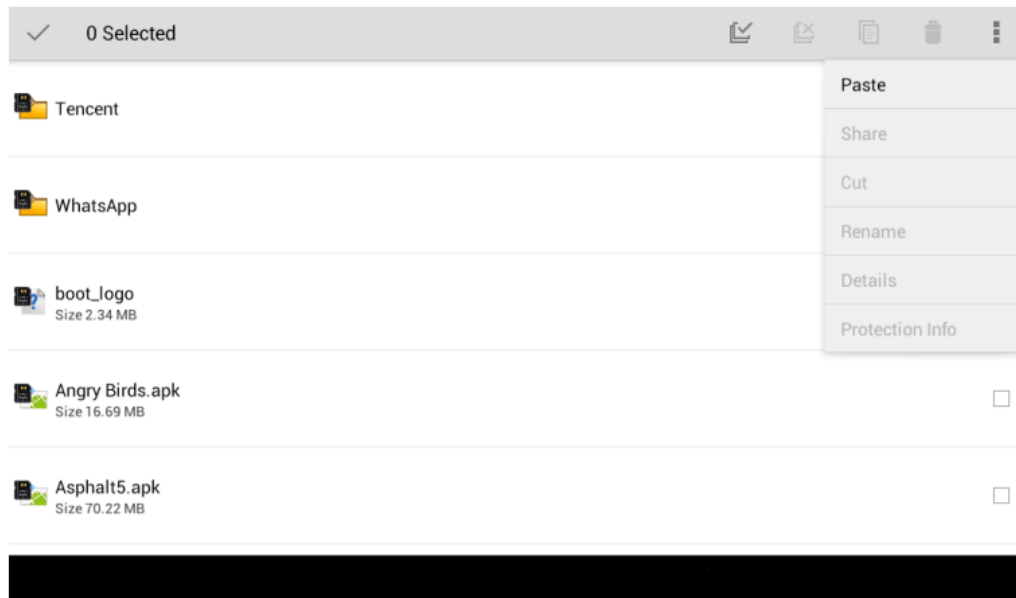 0 Selected
Paste
Share
Cut
Rename
Details
Protection Info
Tencent
WhatsApp
boot_logo
Size 2.34 MB
Angry Birds.apk
Size 16.69 MB
Asphalt5.apk
Size 70.22 MB